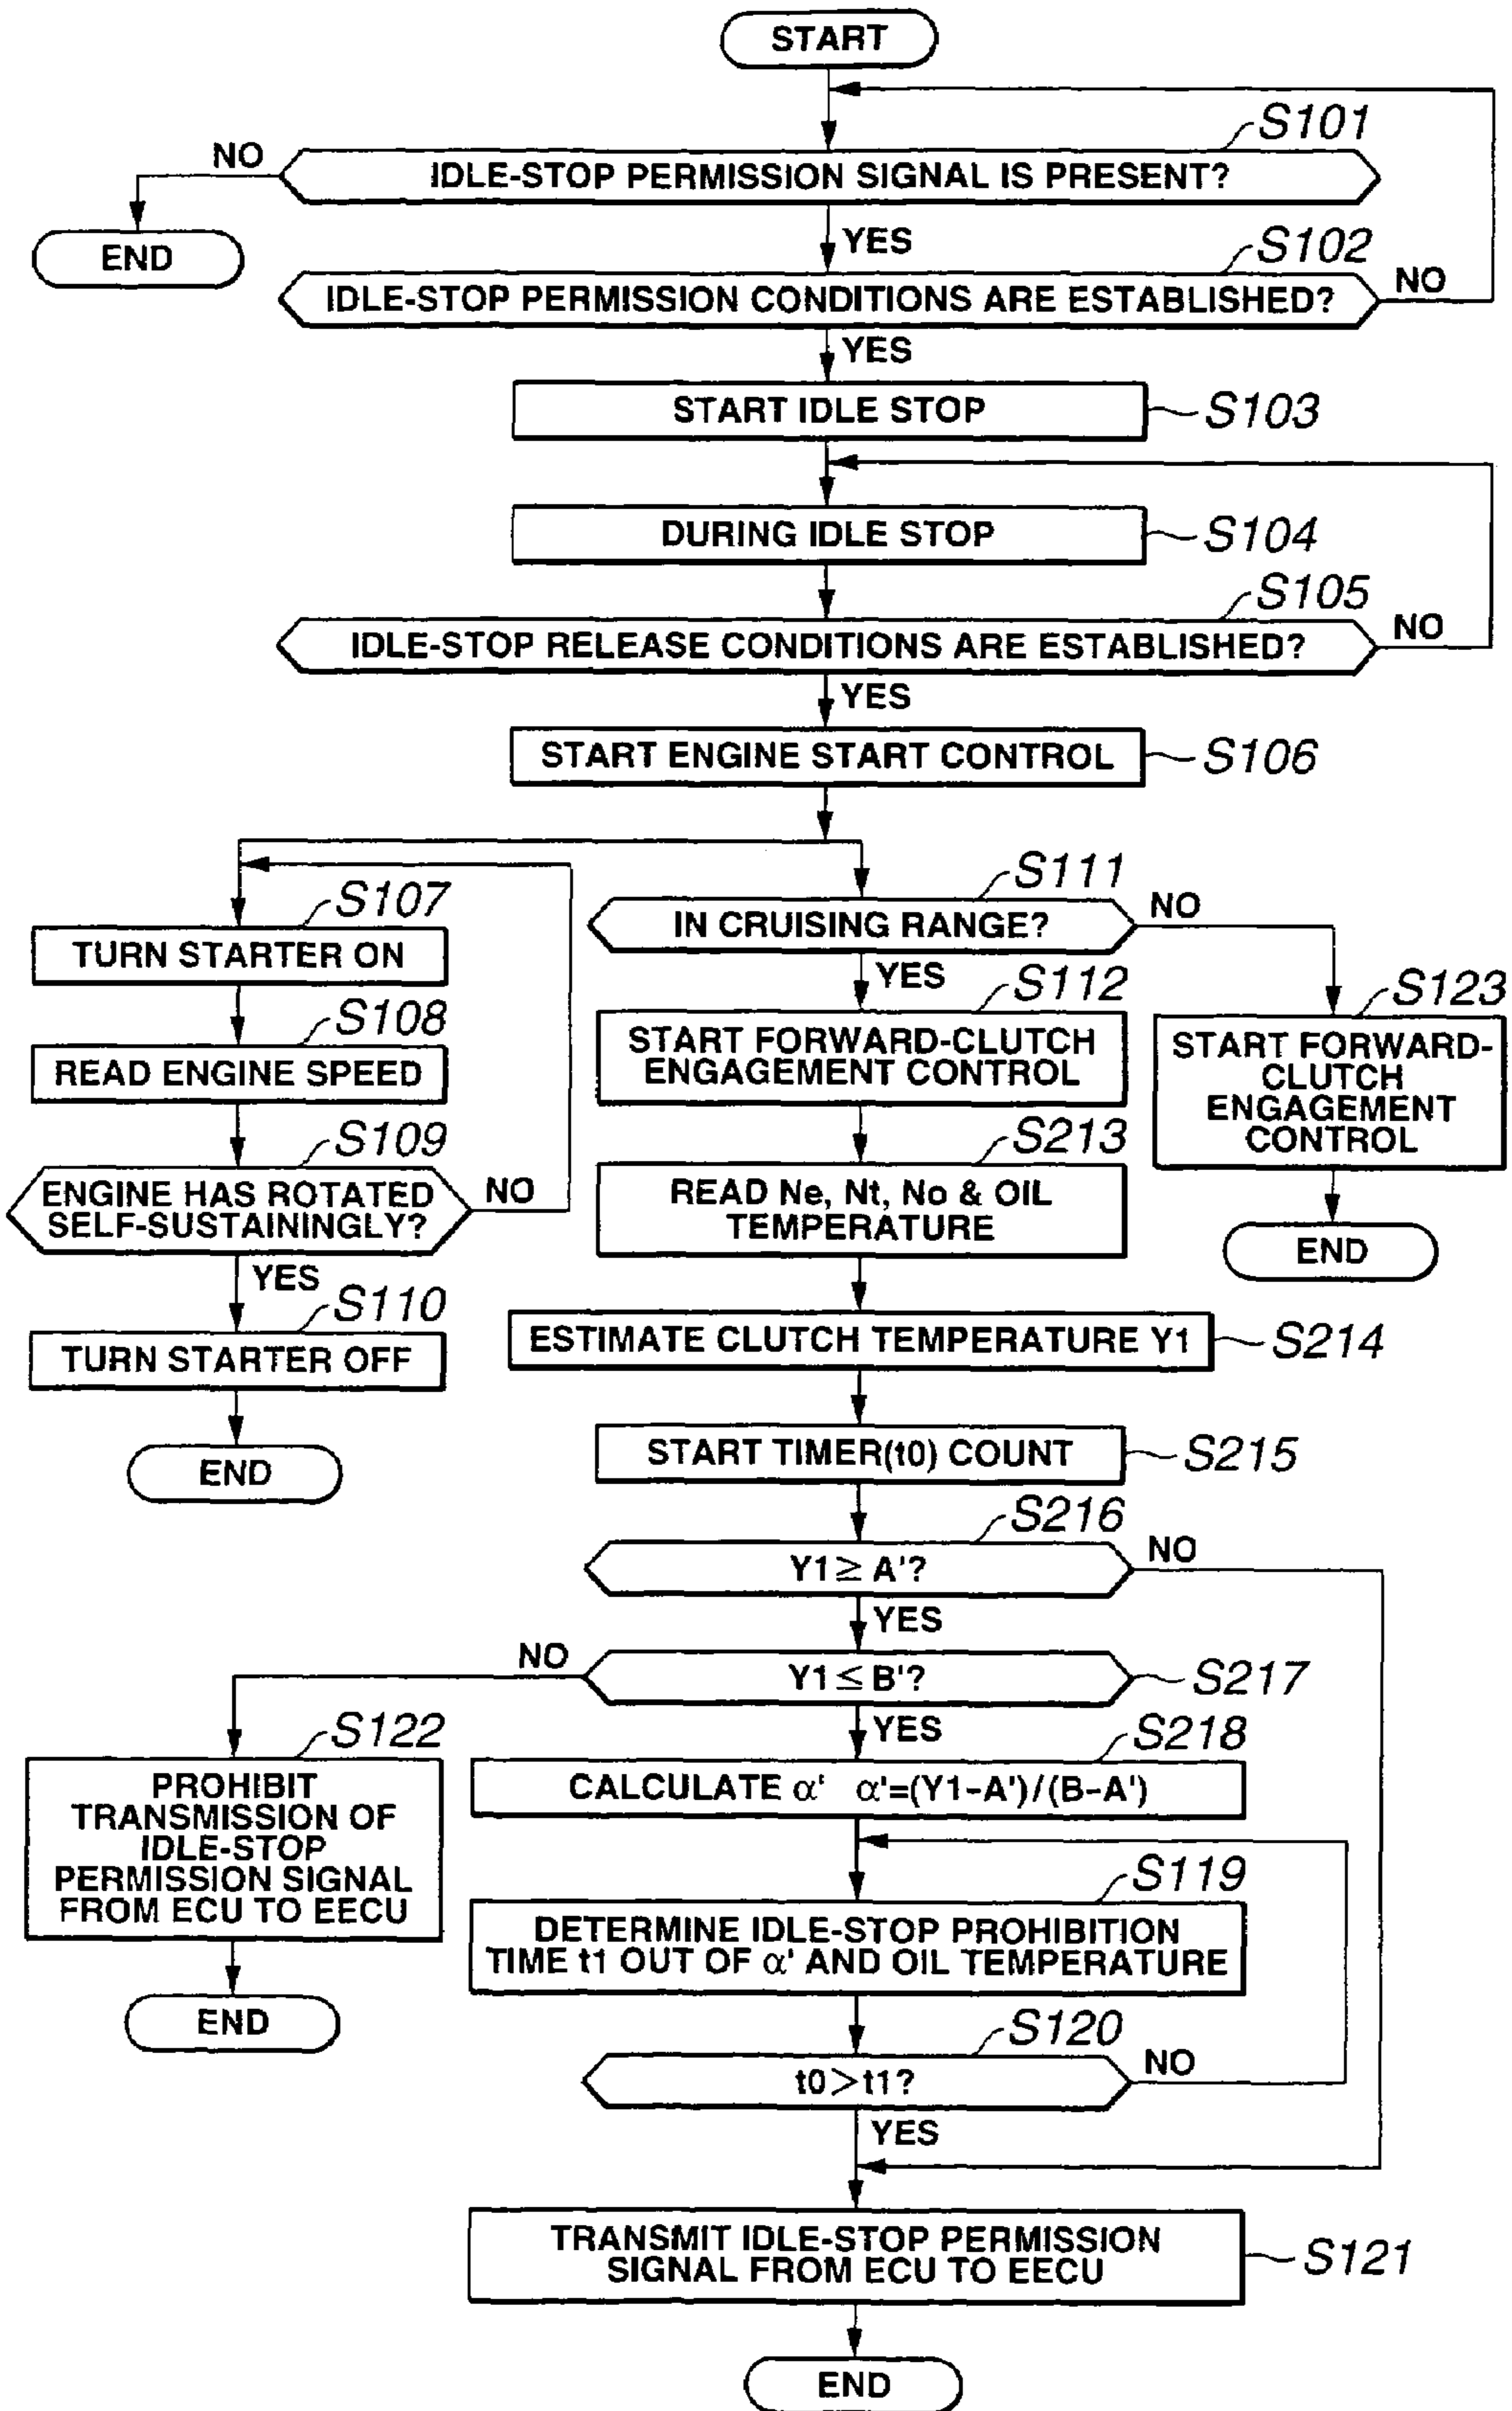 START
S101
NO
IDLE-STOP PERMISSION SIGNAL IS PRESENT?
END
YES
S102
IDLE-STOP PERMISSION CONDITIONS ARE ESTABLISHED?
NO
YES
START IDLE STOP
S103
DURING IDLE STOP
S104
S105
IDLE-STOP RELEASE CONDITIONS ARE ESTABLISHED?
NO
YES
START ENGINE START CONTROL
S106
S107
TURN STARTER ON
S108
READ ENGINE SPEED
S109
ENGINE HAS ROTATED
SELF-SUSTAININGLY?
NO
YES
S110
TURN STARTER OFF
END
S111
IN CRUISING RANGE?
NO
YES
S112
START FORWARD-CLUTCH
ENGAGEMENT CONTROL
S123
START FORWARD-
CLUTCH
ENGAGEMENT
CONTROL
END
S213
READ Ne, Nt, No & OIL
TEMPERATURE
ESTIMATE CLUTCH TEMPERATURE Y1
S214
START TIMER(t0) COUNT
S215
S216
Y1≥A'?
NO
YES
NO
Y1≤B'?
S217
YES
S122
PROHIBIT
TRANSMISSION OF
IDLE-STOP
PERMISSION SIGNAL
FROM ECU TO EECU
END
S218
CALCULATE α' α'=(Y1-A')/(B-A')
S119
DETERMINE IDLE-STOP PROHIBITION
TIME t1 OUT OF α' AND OIL TEMPERATURE
S120
t0>t1?
NO
YES
TRANSMIT IDLE-STOP PERMISSION
SIGNAL FROM ECU TO EECU
S121
END